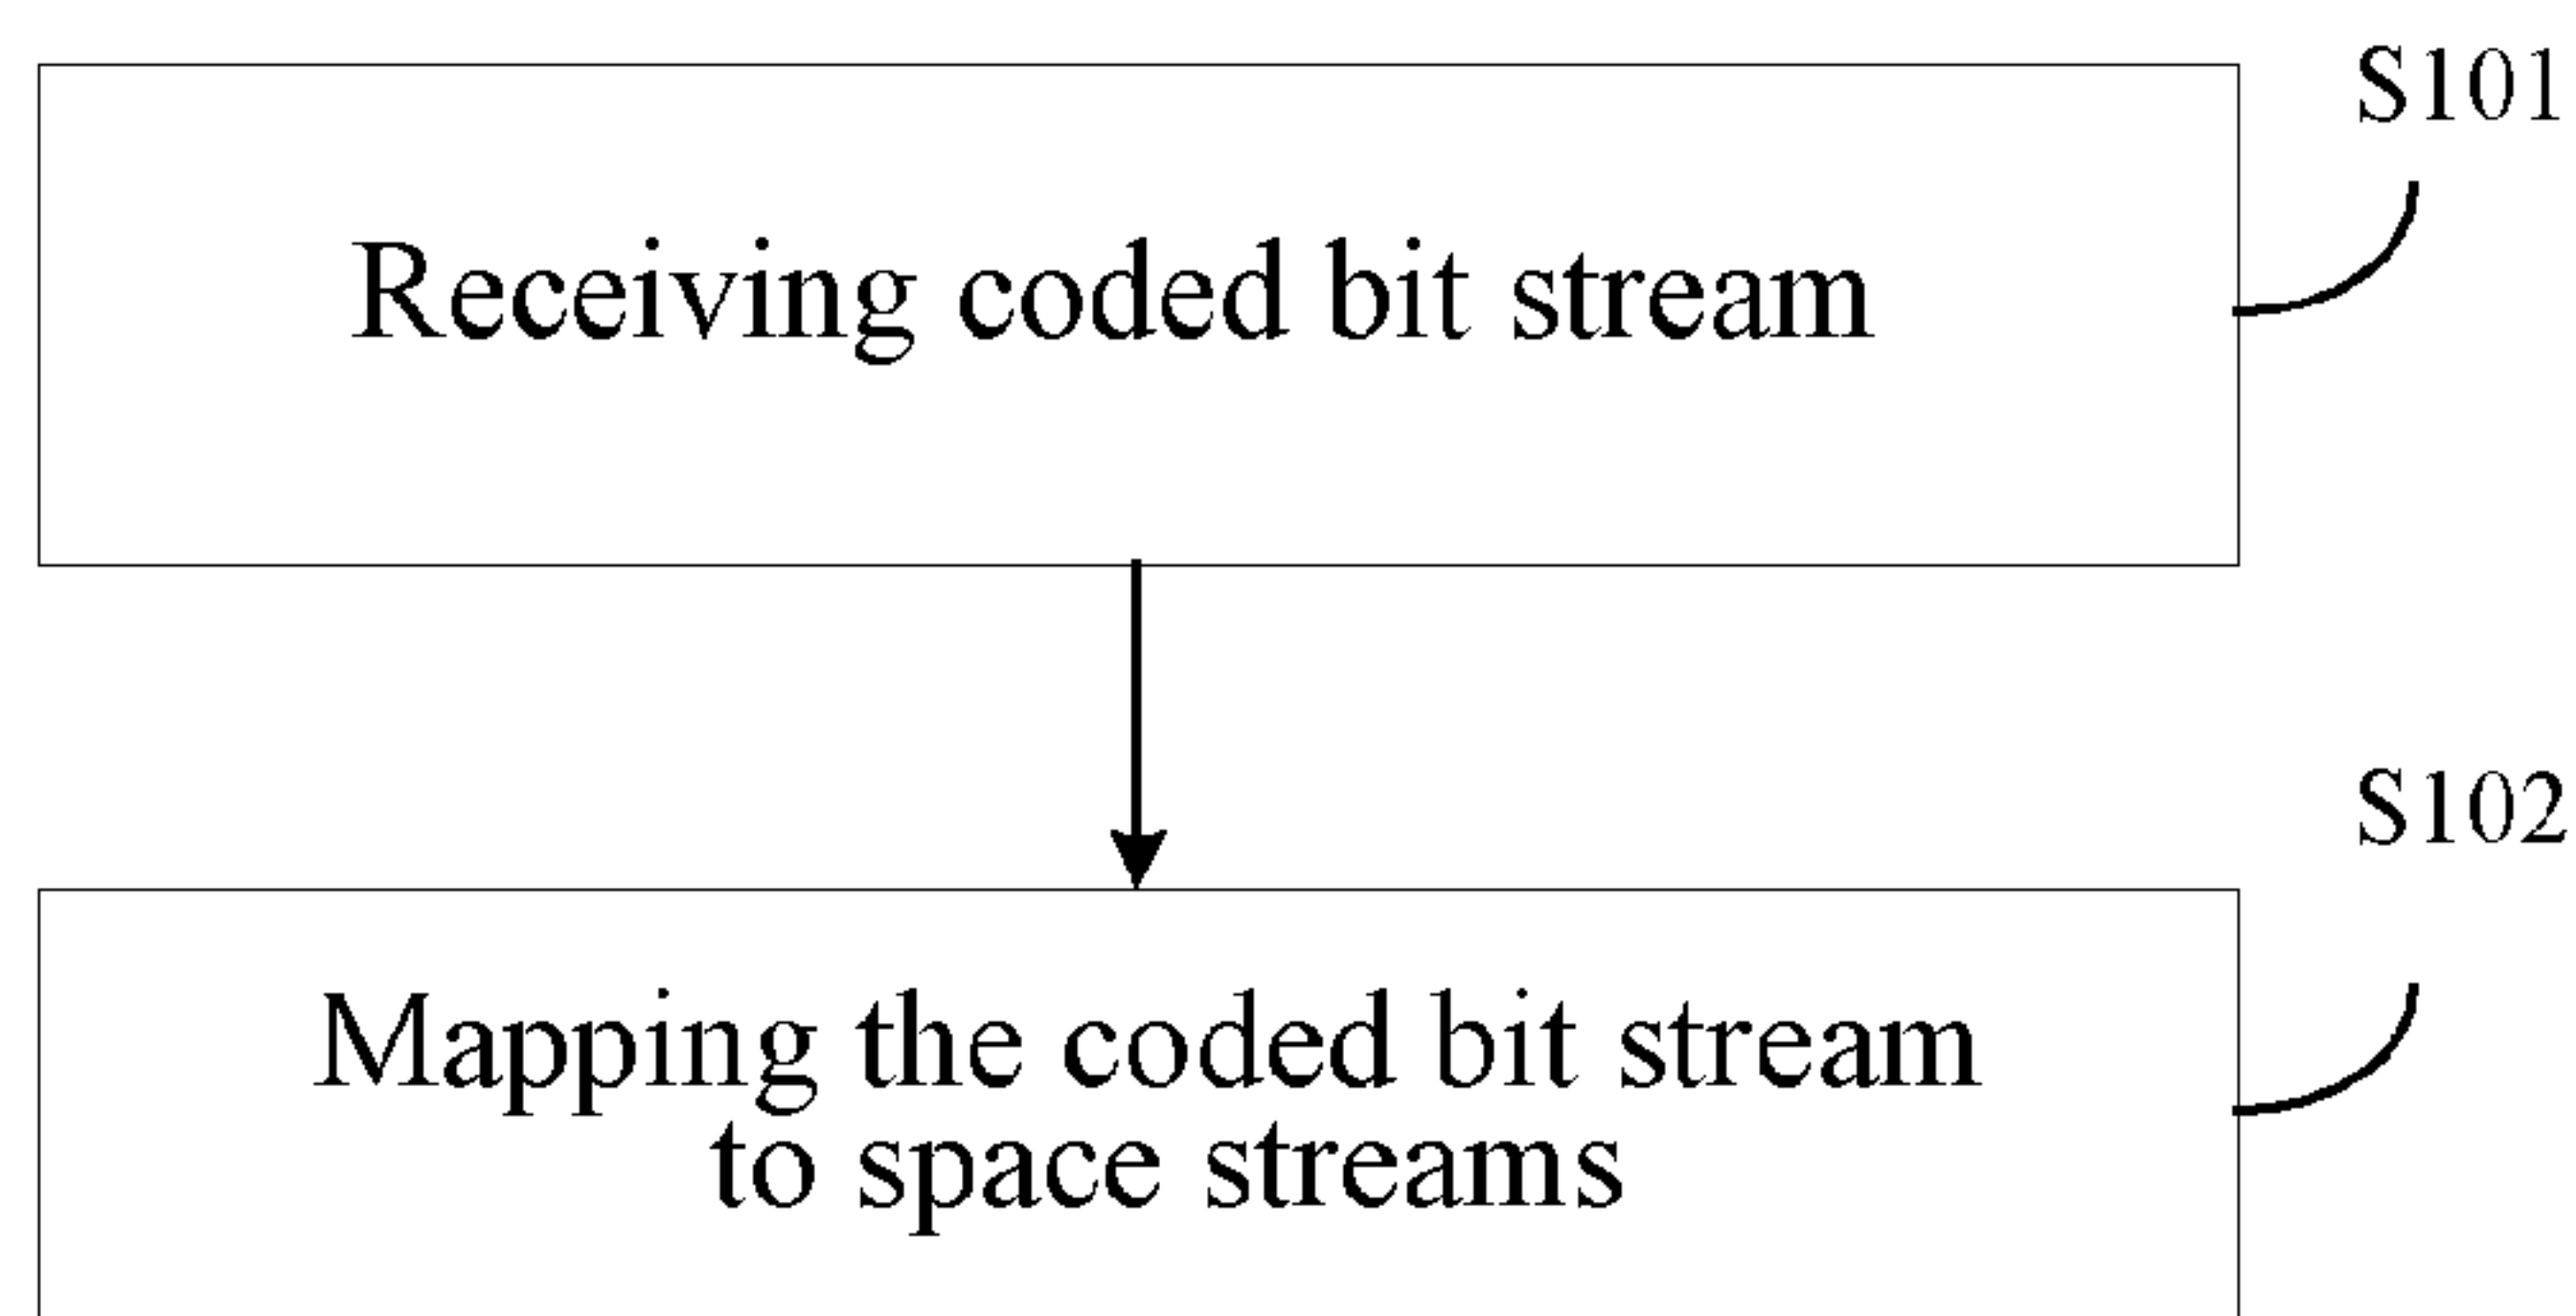 S101
Receiving coded bit stream
S102
Mapping the coded bit stream
to space streams